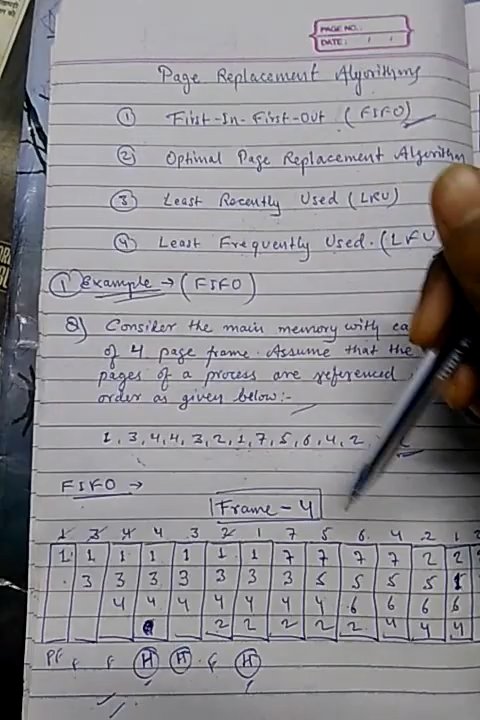 PAGE NO.:
DATE: / /
Page Replacement Algorithms
① First-In-First-Out (FIFO)
② Optimal Page Replacement Algorithm
③ Least Recently Used (LRU)
④ Least Frequently Used. (LFU
① Example → (FIFO)
Q) Consider the main memory with ca
of 4 page frame. Assume that the
pages of a process are referenced
order as given below:-
1, 3, 4, 4, 3, 2, 1, 7, 5, 6, 4, 2
FIFO →
Frame - 4
1 3 4 4 3 2 1 7 5 6 4 2 1 2
1 1 1 1 1 1 1 7 7 7 7 2 2
3 3 3 3 3 3 3 5 5 5 5 1
4 4 4 4 4 4 4 6 6 6 6
2 2 2 2 2 4 4 4
PF F F H H F H